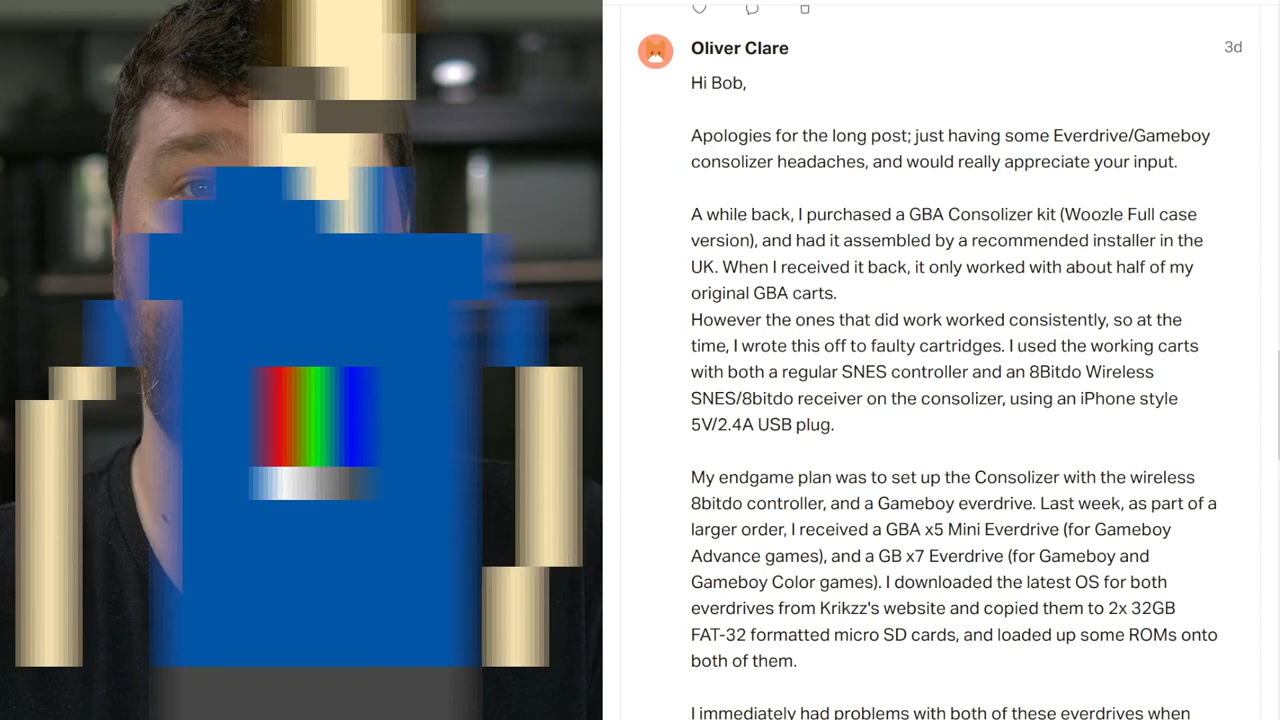 Oliver Clare
3d
Hi Bob,
Apologies for the long post; just having some Everdrive/Gameboy
consolizer headaches, and would really appreciate your input.
A while back, I purchased a GBA Consolizer kit (Woozle Full case
version), and had it assembled by a recommended installer in the
UK. When I received it back, it only worked with about half of my
original GBA carts.
However the ones that did work worked consistently, so at the
time, I wrote this off to faulty cartridges. I used the working carts
with both a regular SNES controller and an 8Bitdo Wireless
SNES/8bitdo receiver on the consolizer, using an iPhone style
5V/2.4A USB plug.
My endgame plan was to set up the Consolizer with the wireless
8bitdo controller, and a Gameboy everdrive. Last week, as part of a
larger order, I received a GBA x5 Mini Everdrive (for Gameboy
Advance games), and a GB x7 Everdrive (for Gameboy and
Gameboy Color games). I downloaded the latest OS for both
everdrives from Krikzz's website and copied them to 2x 32GB
FAT-32 formatted micro SD cards, and loaded up some ROMs onto
both of them.
I immediately had problems with both of these everdrives when